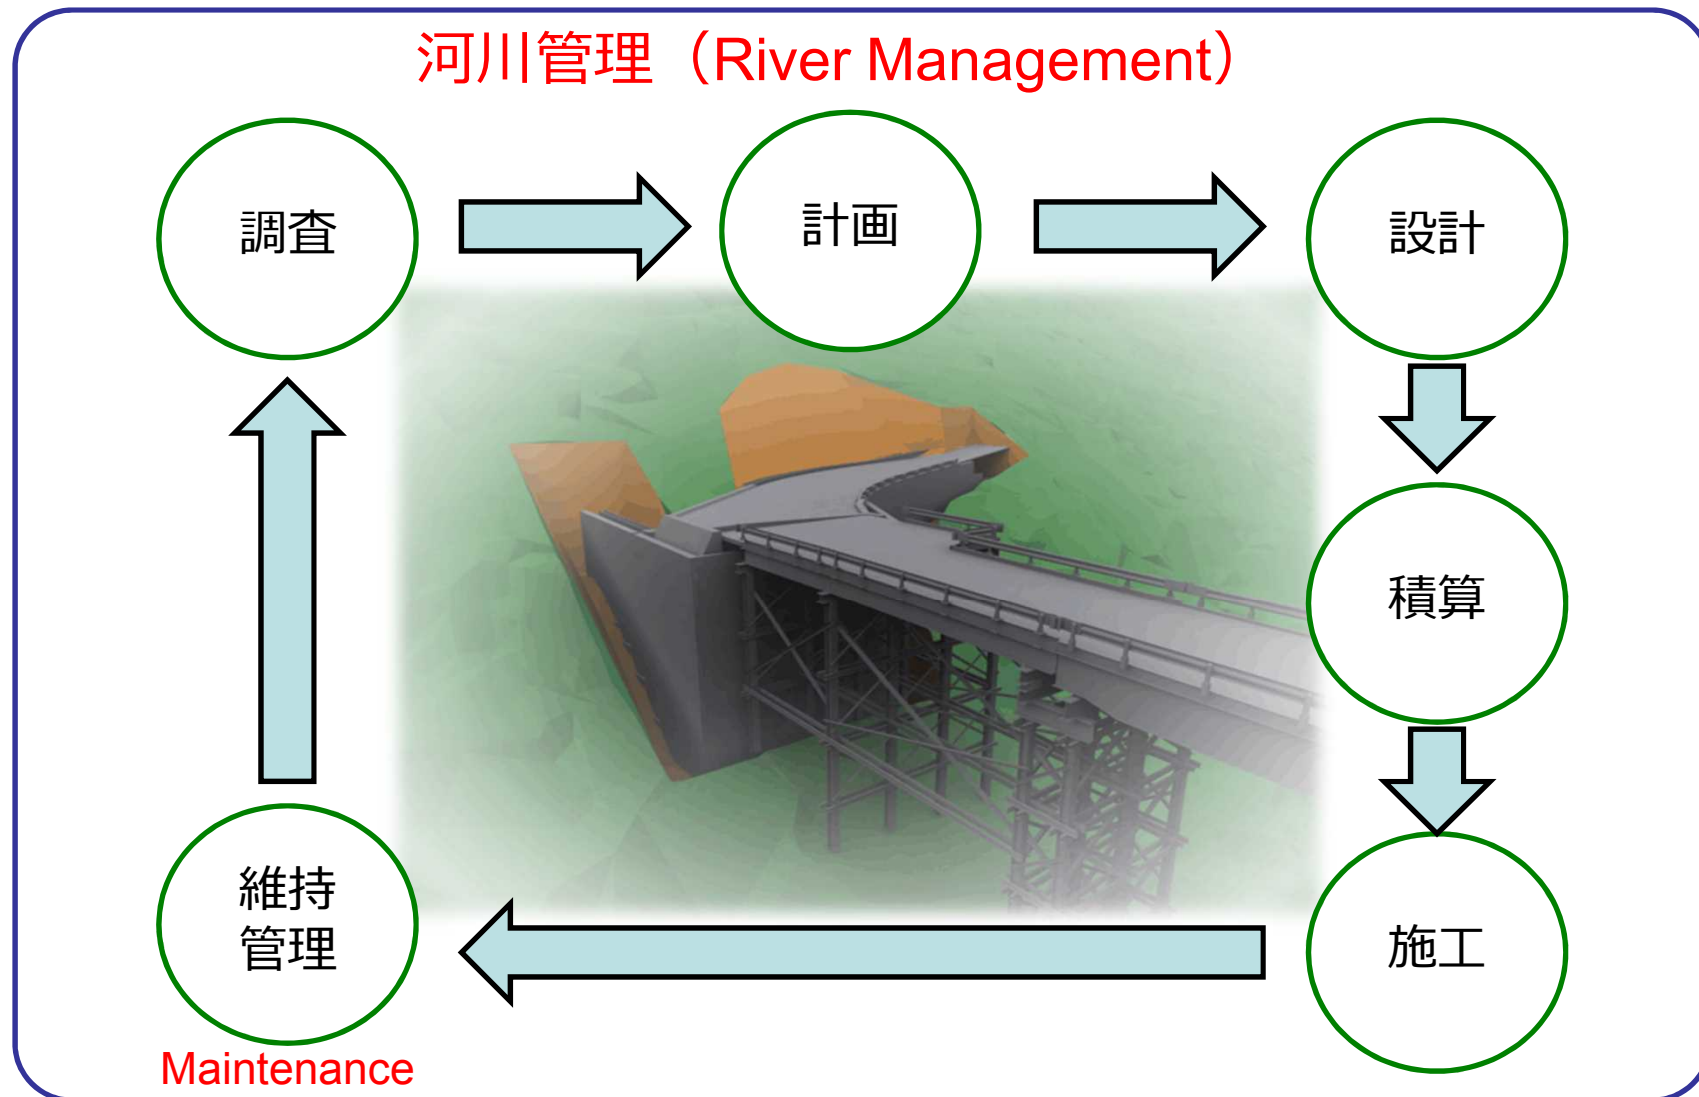 河川管理（River Management）
調査
計画
設計
積算
施工
維持
管理
Maintenance